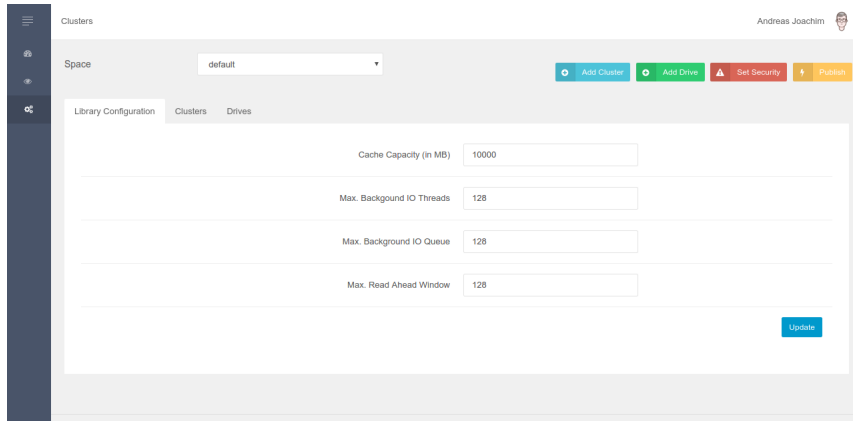 Clusters Andreas Joachim
Space default
Add Cluster Add Drive Set Security Publish
Library Configuration Clusters Drives
Cache Capacity (in MB) 10000
Max. Backgound IO Threads 128
Max. Background IO Queue 128
Max. Read Ahead Window 128
Update